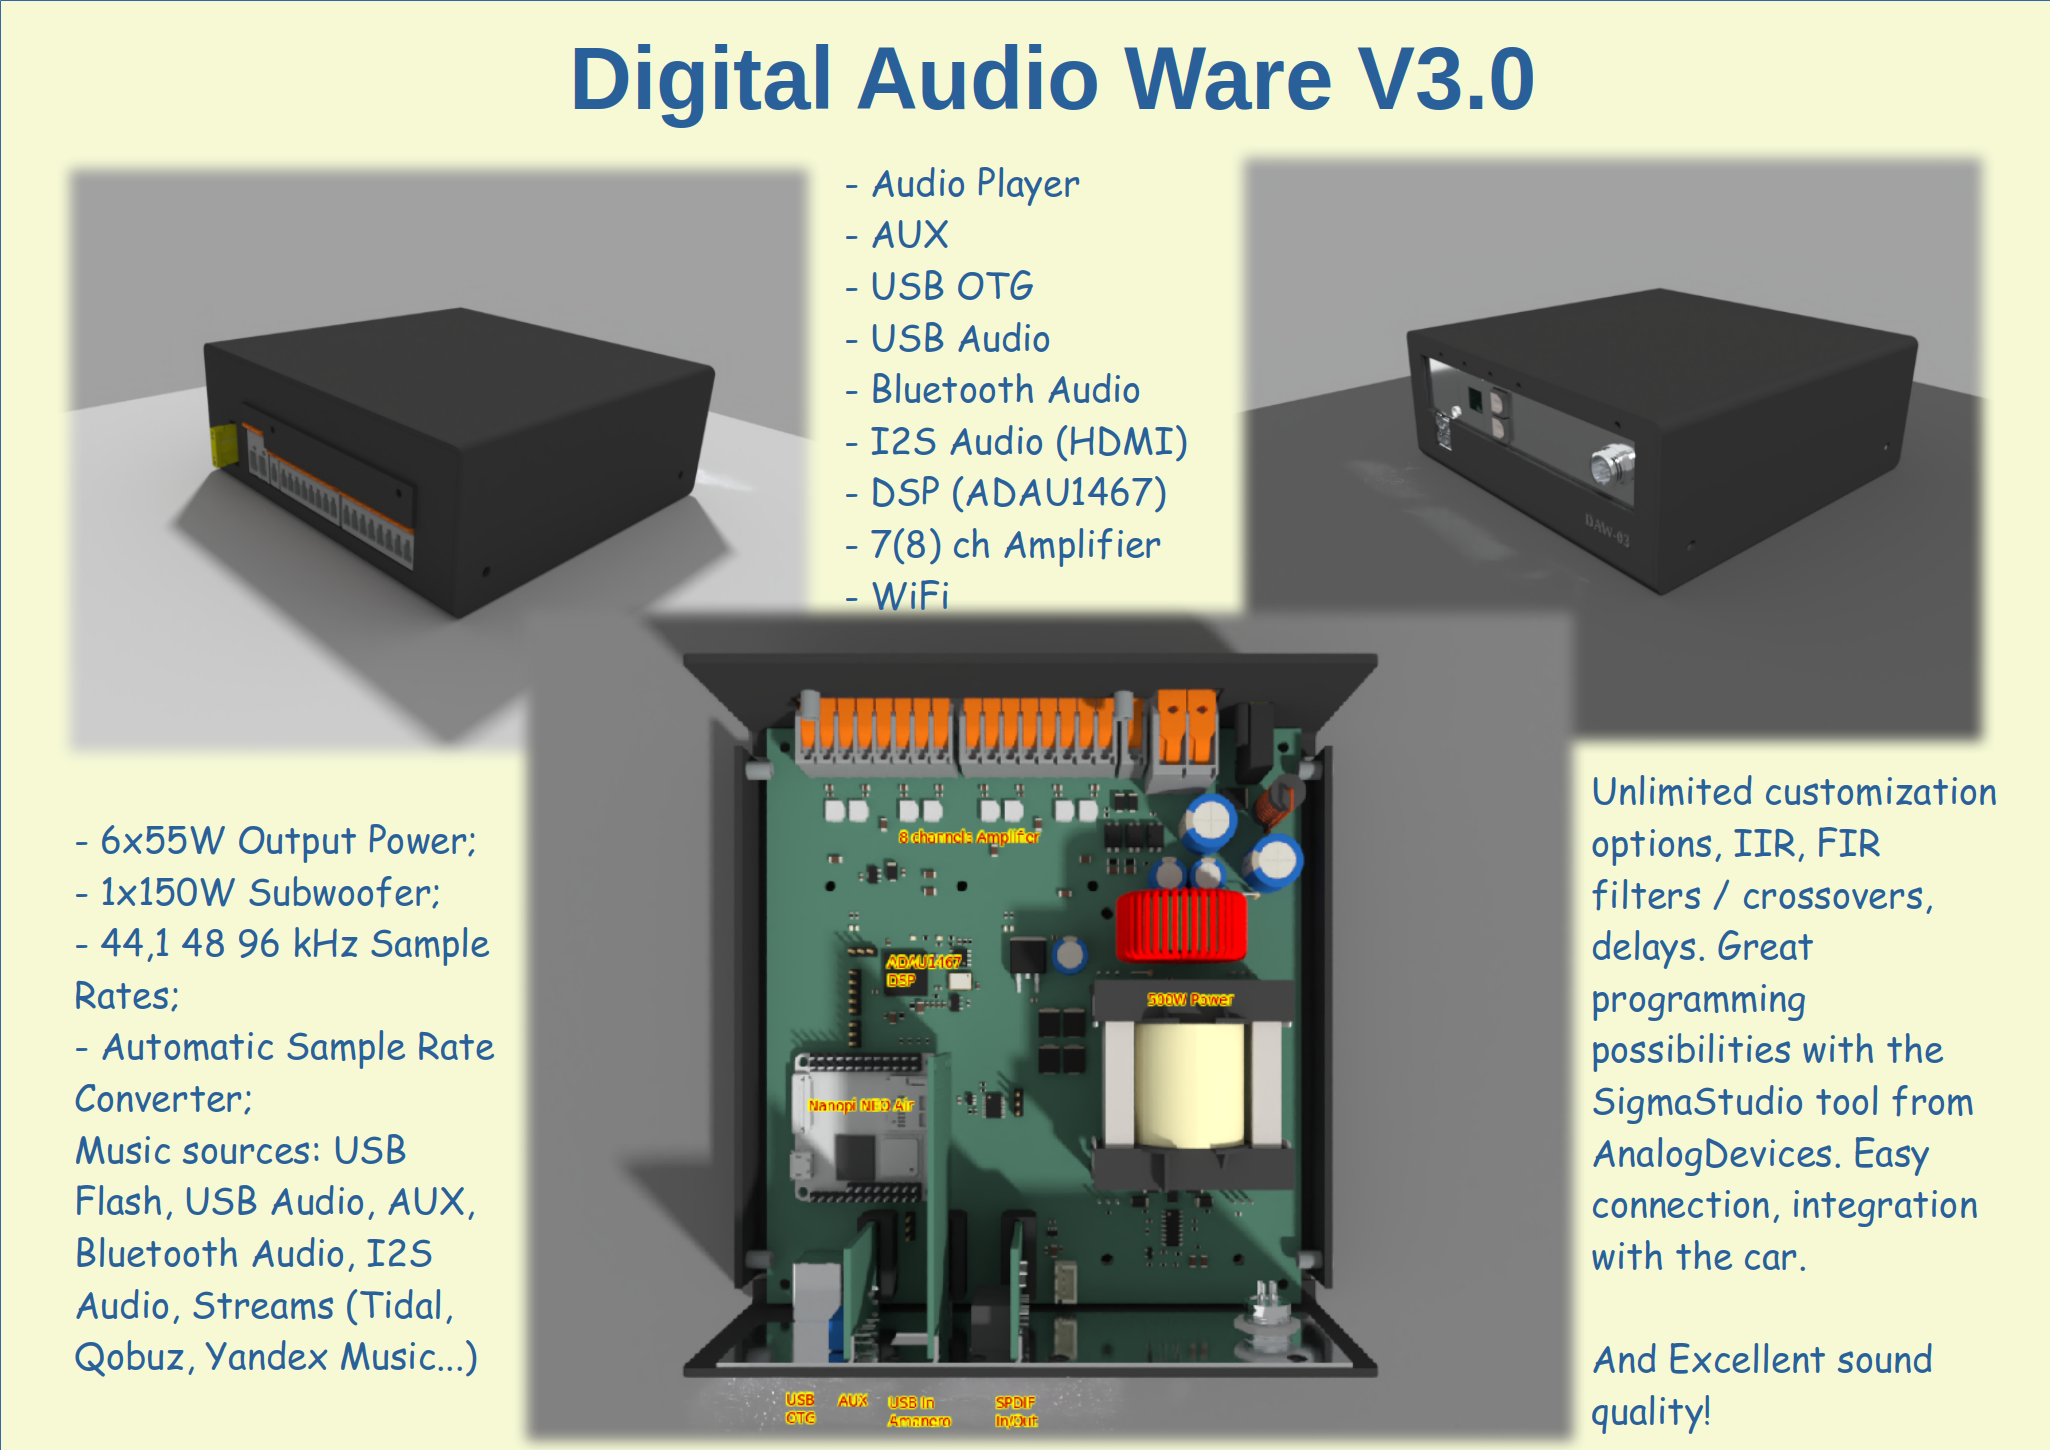 Digital Audio Ware V3.0
- Audio Player
- AUX
- USB OTG
- USB Audio
- Bluetooth Audio
- I2S Audio (HDMI)
- DSP (ADAU1467)
- 7(8) ch Amplifier
- WiFi
DAW-03
- 6x55W Output Power;
- 1x150W Subwoofer;
- 44,1 48 96 kHz Sample
Rates;
- Automatic Sample Rate
Converter;
Music sources: USB
Flash, USB Audio, AUX,
Bluetooth Audio, I2S
Audio, Streams (Tidal,
Qobuz, Yandex Music...)
8 channels Amplifier
ADAU1467
DSP
500W Power
Nanopi NEO Air
USB
OTG
AUX
USB In
Amanero
SPDIF
In/Out
Unlimited customization
options, IIR, FIR
filters / crossovers,
delays. Great
programming
possibilities with the
SigmaStudio tool from
AnalogDevices. Easy
connection, integration
with the car.
And Excellent sound
quality!